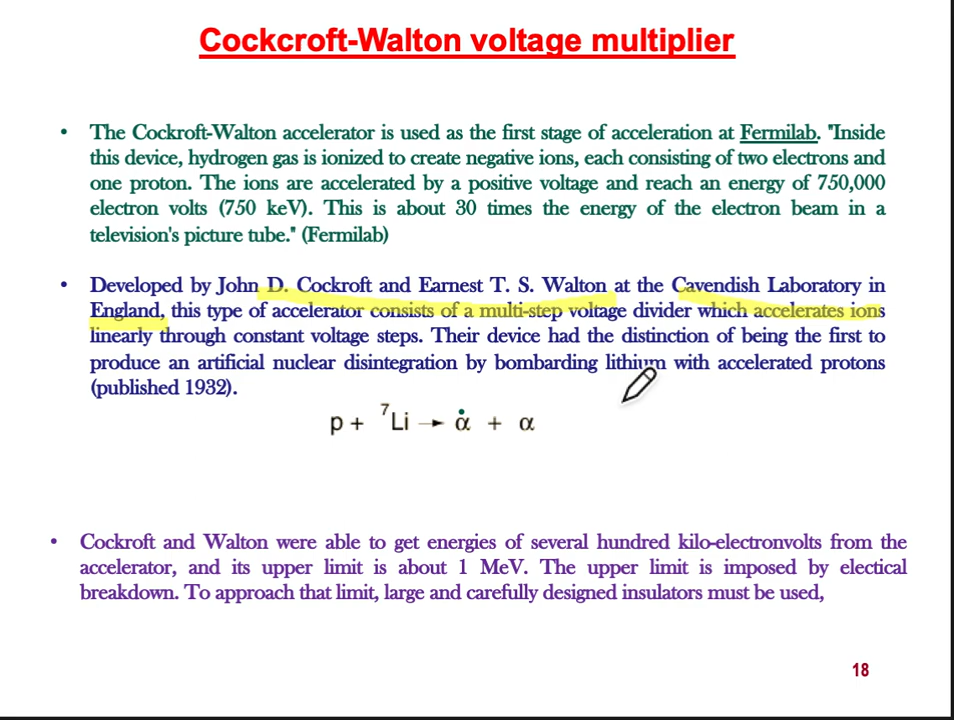 Cockcroft-Walton voltage multiplier
• The Cockroft-Walton accelerator is used as the first stage of acceleration at Fermilab. "Inside
this device, hydrogen gas is ionized to create negative ions, each consisting of two electrons and
one proton. The ions are accelerated by a positive voltage and reach an energy of 750,000
electron volts (750 keV). This is about 30 times the energy of the electron beam in a
television's picture tube." (Fermilab)
• Developed by John D. Cockroft and Earnest T. S. Walton at the Cavendish Laboratory in
England, this type of accelerator consists of a multi-step voltage divider which accelerates ions
linearly through constant voltage steps. Their device had the distinction of being the first to
produce an artificial nuclear disintegration by bombarding lithium with accelerated protons
(published 1932).
p + ⁷Li → α + α
• Cockroft and Walton were able to get energies of several hundred kilo-electronvolts from the
accelerator, and its upper limit is about 1 MeV. The upper limit is imposed by electical
breakdown. To approach that limit, large and carefully designed insulators must be used,
18